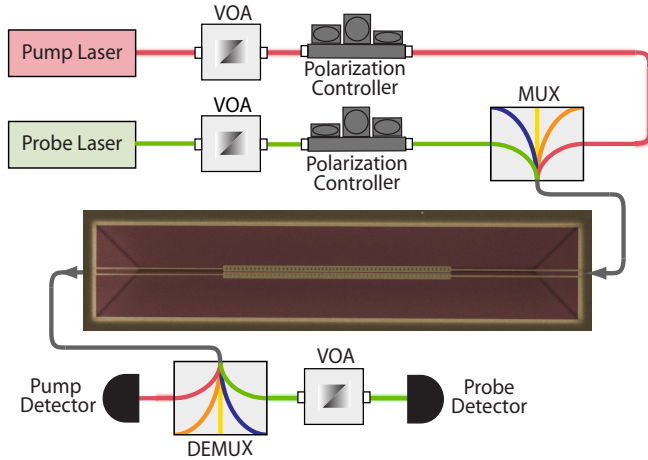 VOA
Pump Laser
Polarization
Controller
VOA
MUX
Probe Laser
Polarization
Controller
Pump
Detector
VOA
Probe
Detector
DEMUX